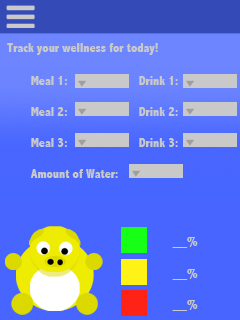 Track your wellness for today!
Meal 1: Drink 1:
Meal 2: Drink 2:
Meal 3: Drink 3:
Amount of Water:
__%
__%
__%